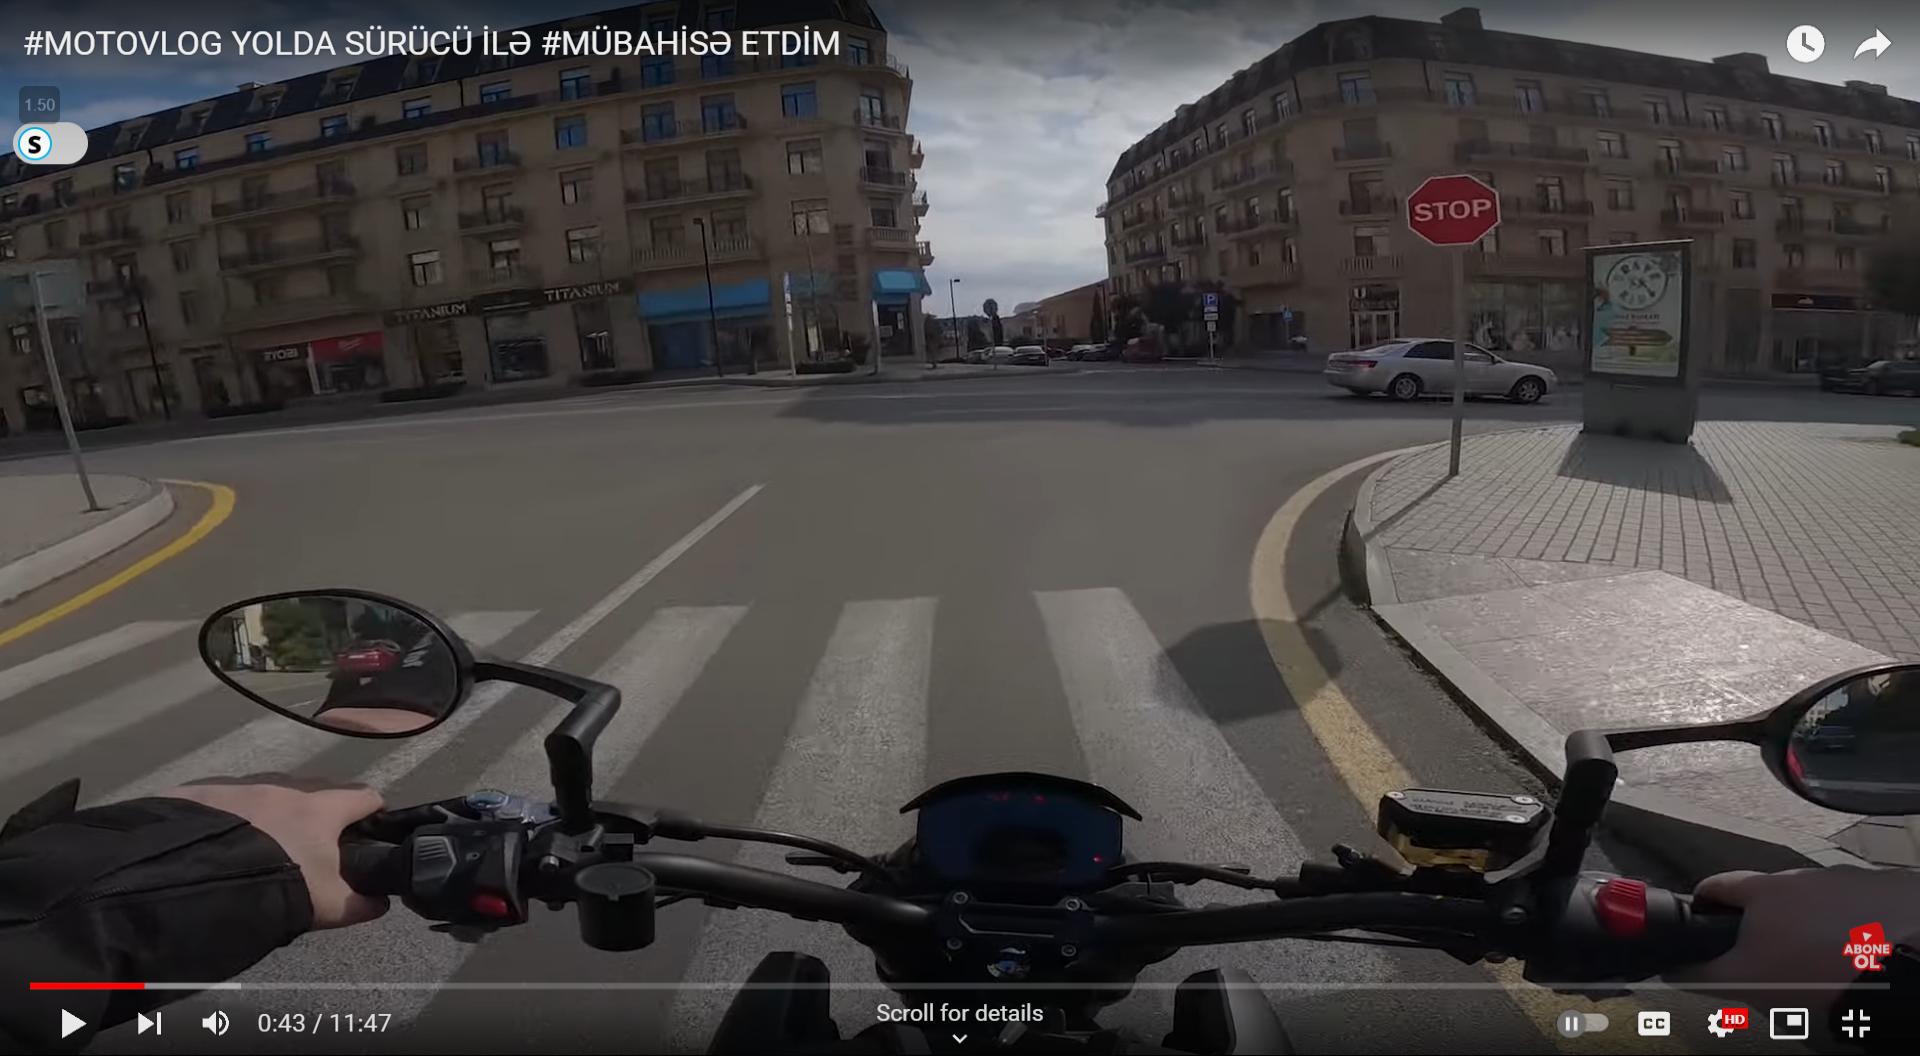 #MOTOVLOG YOLDA SÜRÜCÜ İLƏ #MÜBAHİSƏ ETDİM
1.50
S
STOP
P
TITANIUM
TITANIUM
RYOBI
ABONE
OL
0:43 / 11:47
Scroll for details
CC
HD